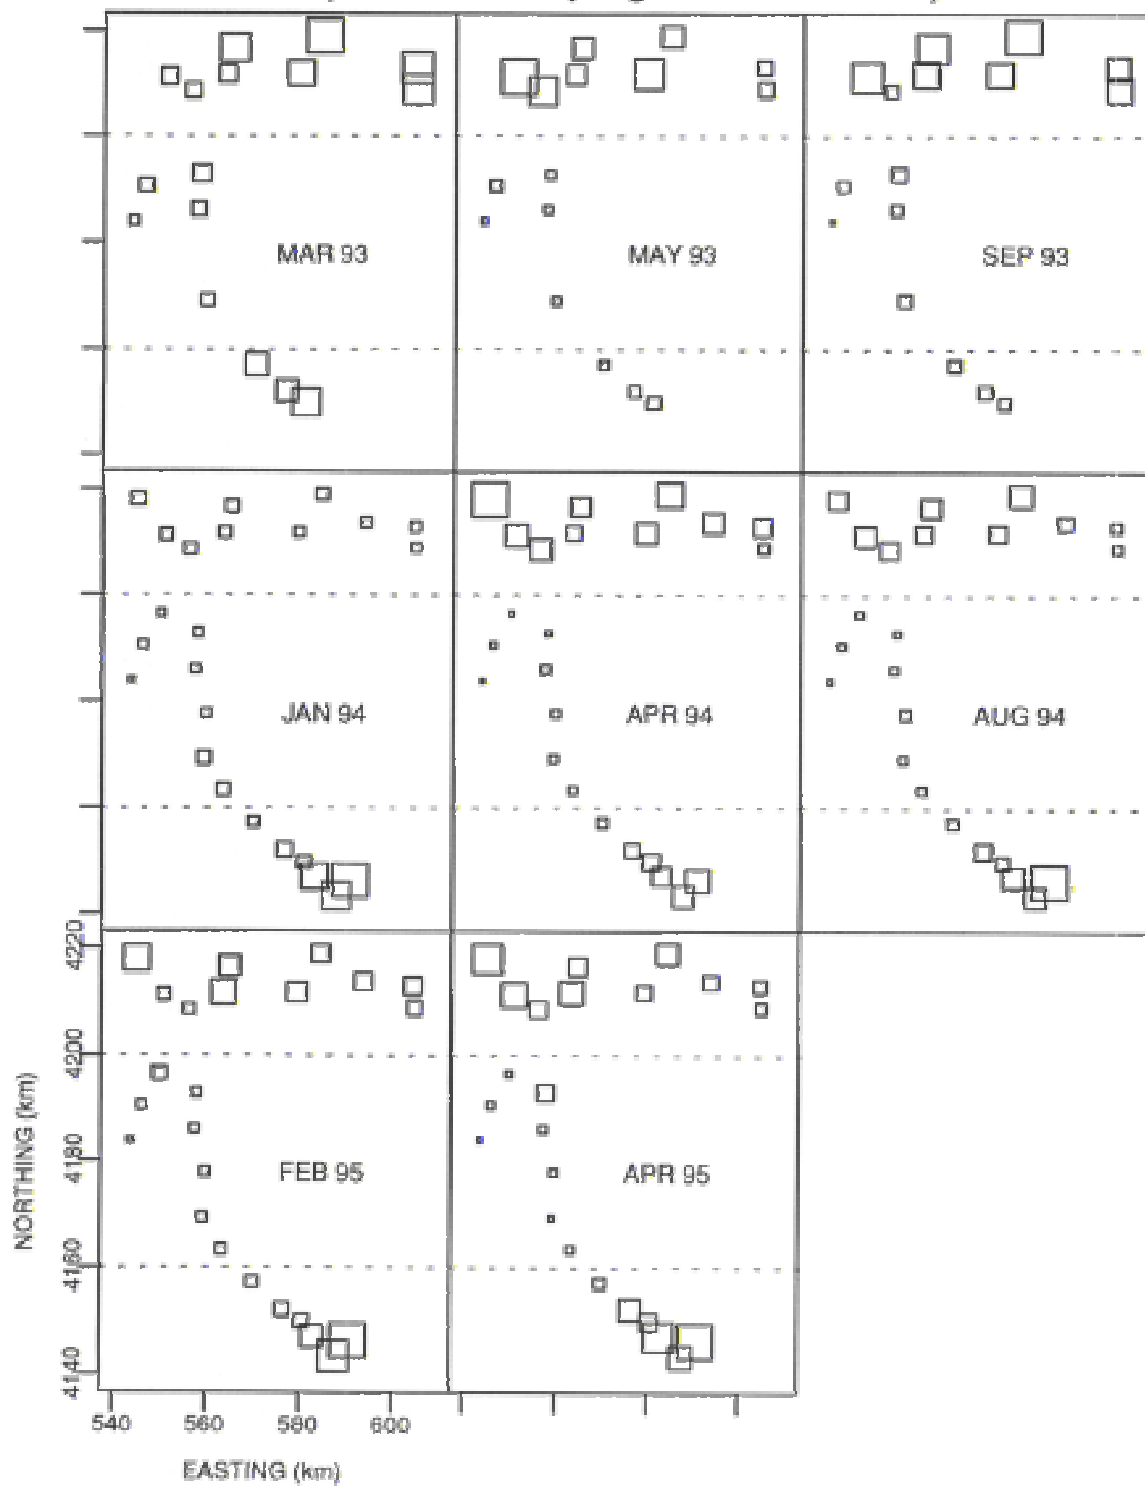 MAR 93
MAY 93
SEP 93
JAN 94
APR 94
AUG 94
FEB 95
APR 95
4220
4200
4180
4160
4140
NORTHING (km)
540 560 580 600
EASTING (km)